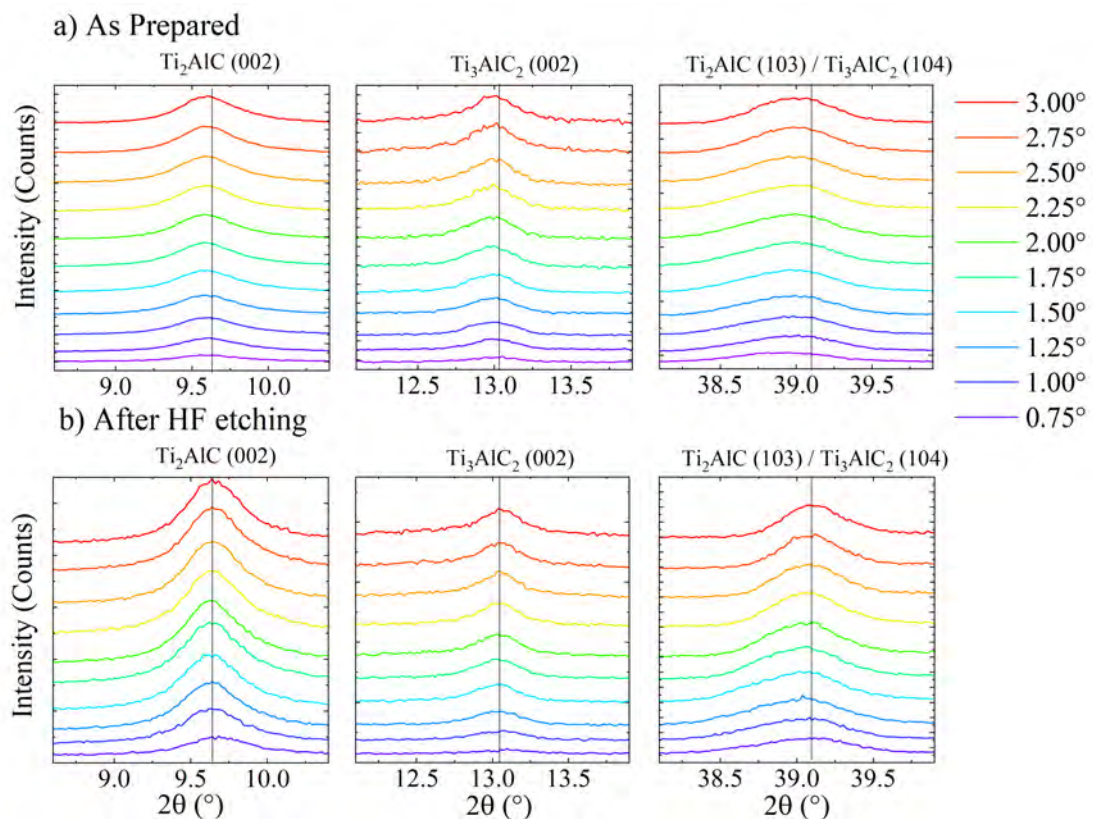 a) As Prepared
Ti₂AlC (002)
Ti₃AlC₂ (002)
Ti₂AlC (103) / Ti₃AlC₂ (104)
Intensity (Counts)
9.0 9.5 10.0
12.5 13.0 13.5
38.5 39.0 39.5
3.00°
2.75°
2.50°
2.25°
2.00°
1.75°
1.50°
1.25°
1.00°
0.75°
b) After HF etching
Ti₂AlC (002)
Ti₃AlC₂ (002)
Ti₂AlC (103) / Ti₃AlC₂ (104)
Intensity (Counts)
9.0 9.5 10.0
12.5 13.0 13.5
38.5 39.0 39.5
2θ (°)
2θ (°)
2θ (°)